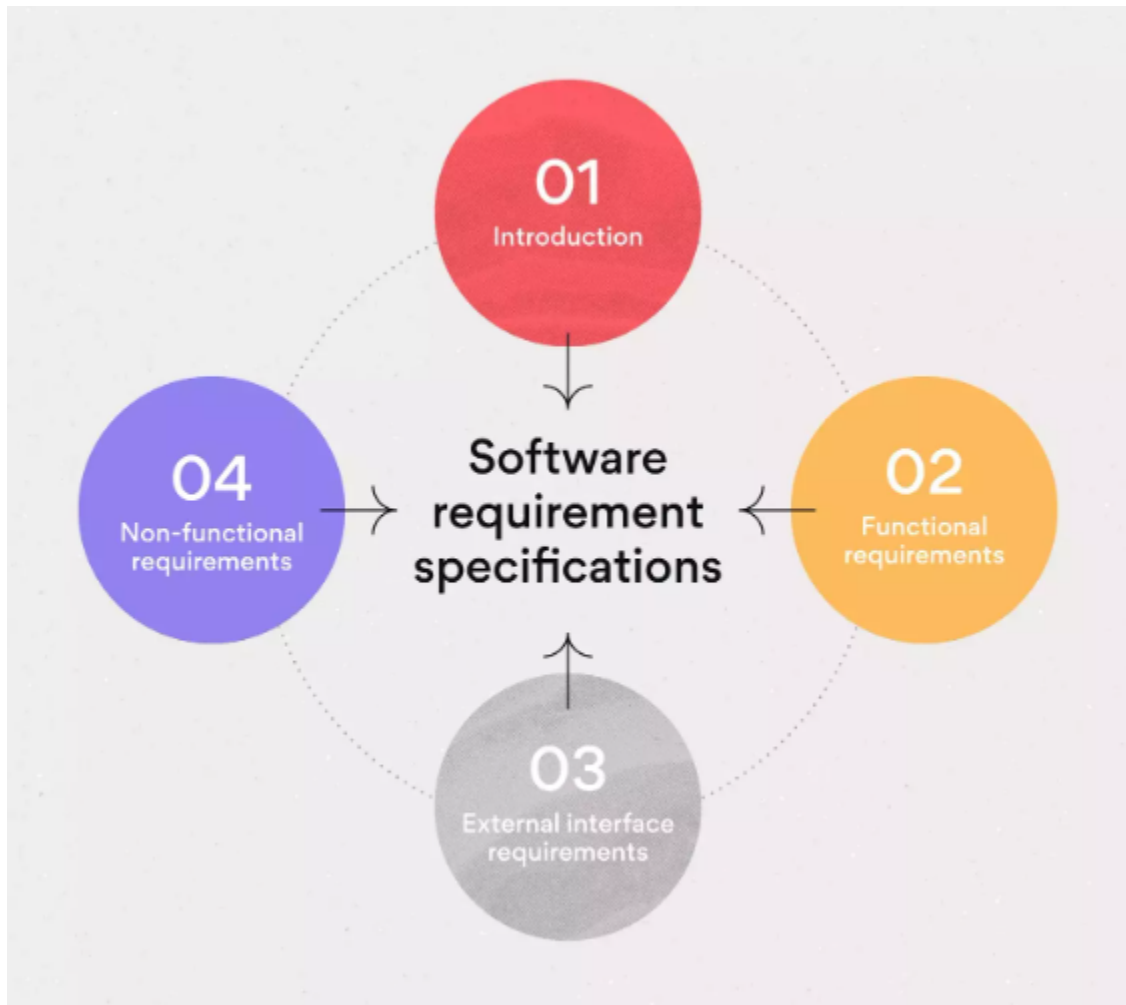 01
Introduction
Software
requirement
specifications
02
Functional
requirements
03
External interface
requirements
04
Non-functional
requirements